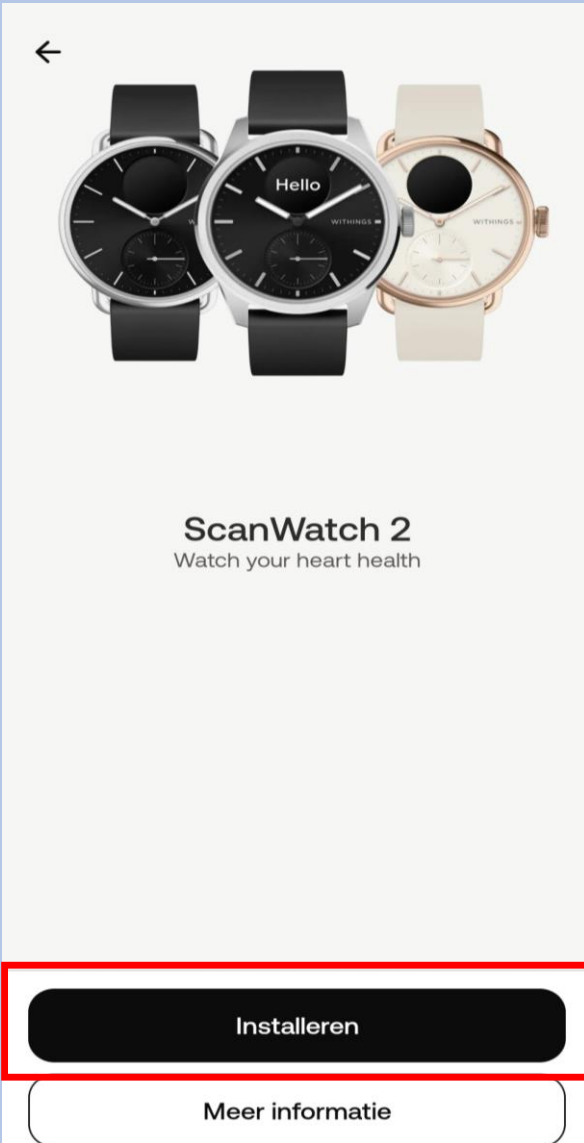 Hello
WITHINGS
WITHINGS
ScanWatch 2
Watch your heart health
Installeren
Meer informatie